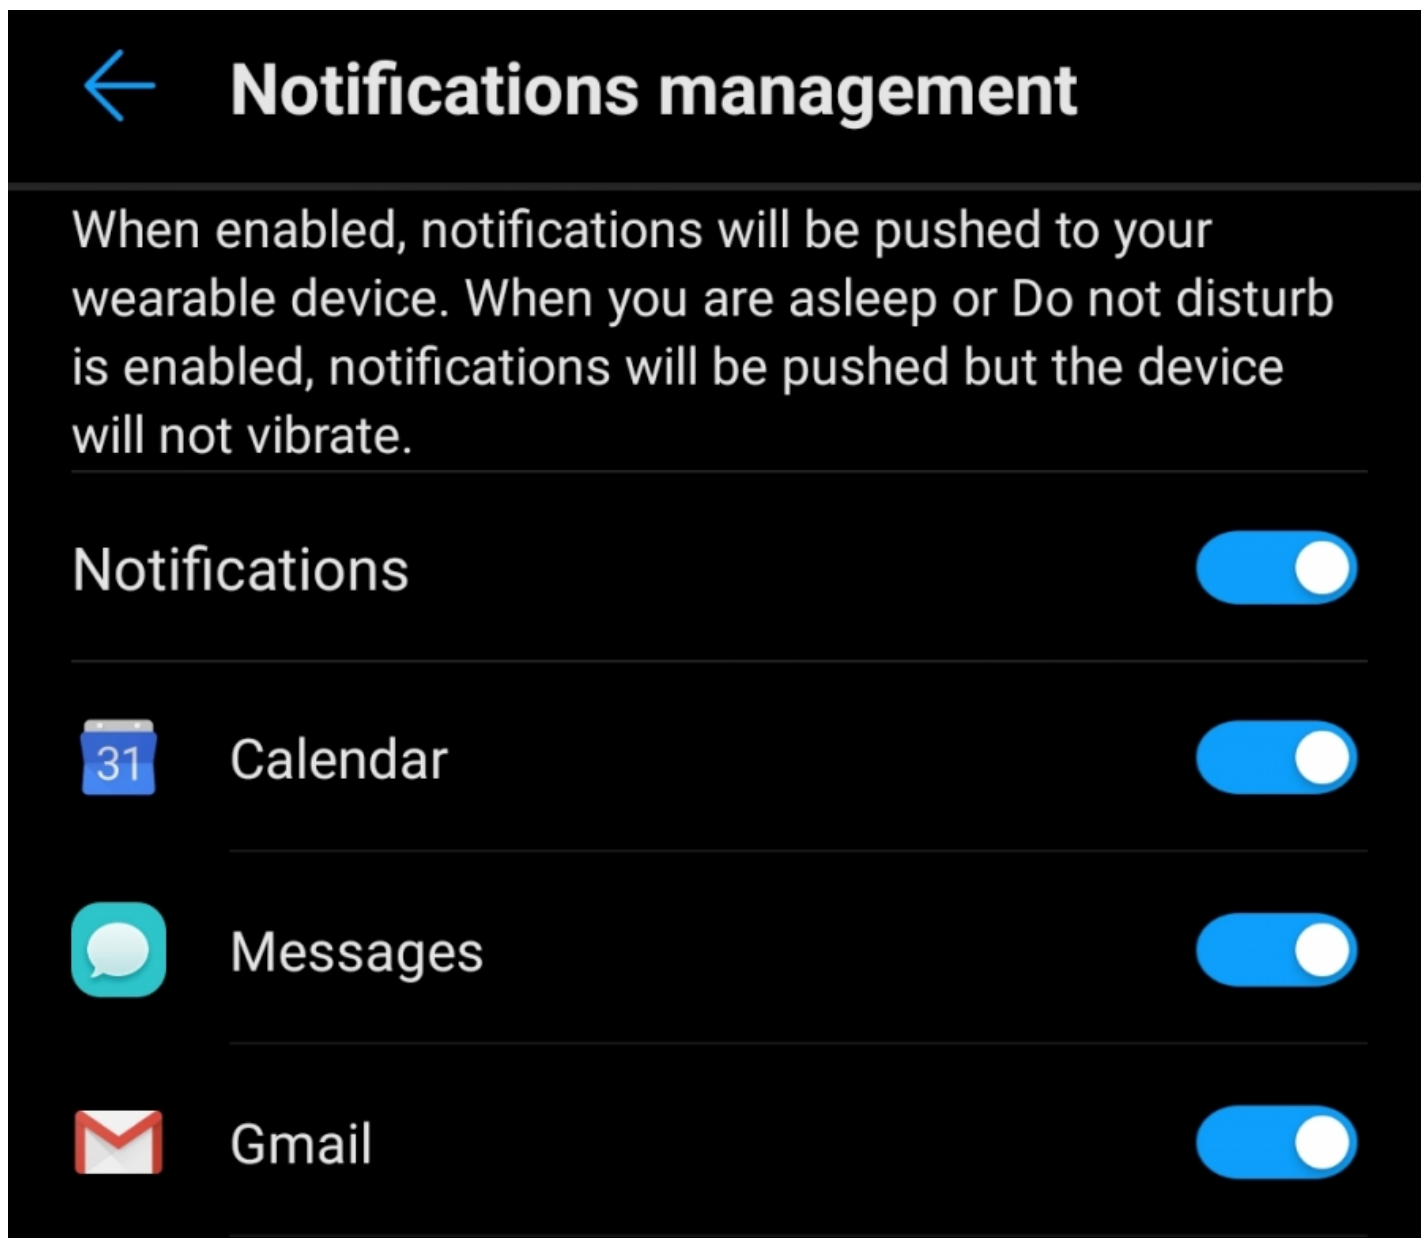 Notifications management
When enabled, notifications will be pushed to your
wearable device. When you are asleep or Do not disturb
is enabled, notifications will be pushed but the device
will not vibrate.
Notifications
31
Calendar
Messages
Gmail